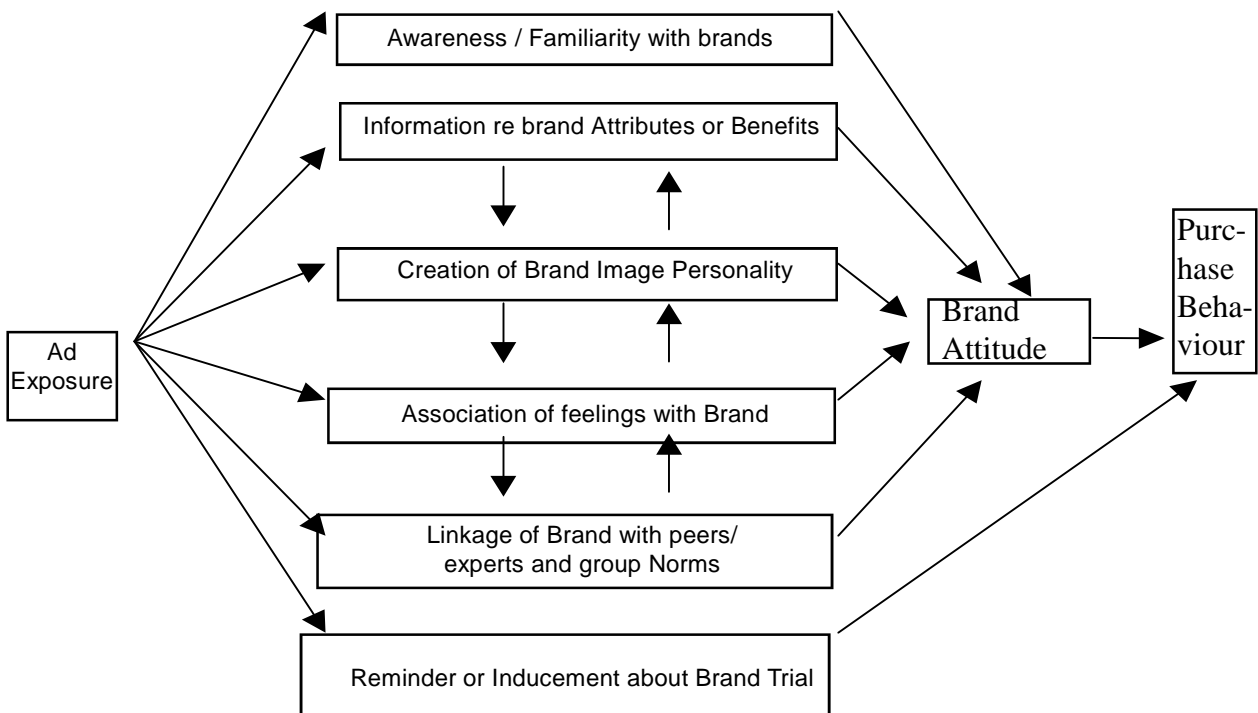 Awareness / Familiarity with brands
Information re brand Attributes or Benefits
Creation of Brand Image Personality
Ad
Exposure
Association of feelings with Brand
Linkage of Brand with peers/
experts and group Norms
Reminder or Inducement about Brand Trial
Brand
Attitude
Purc-
hase
Beha-
viour